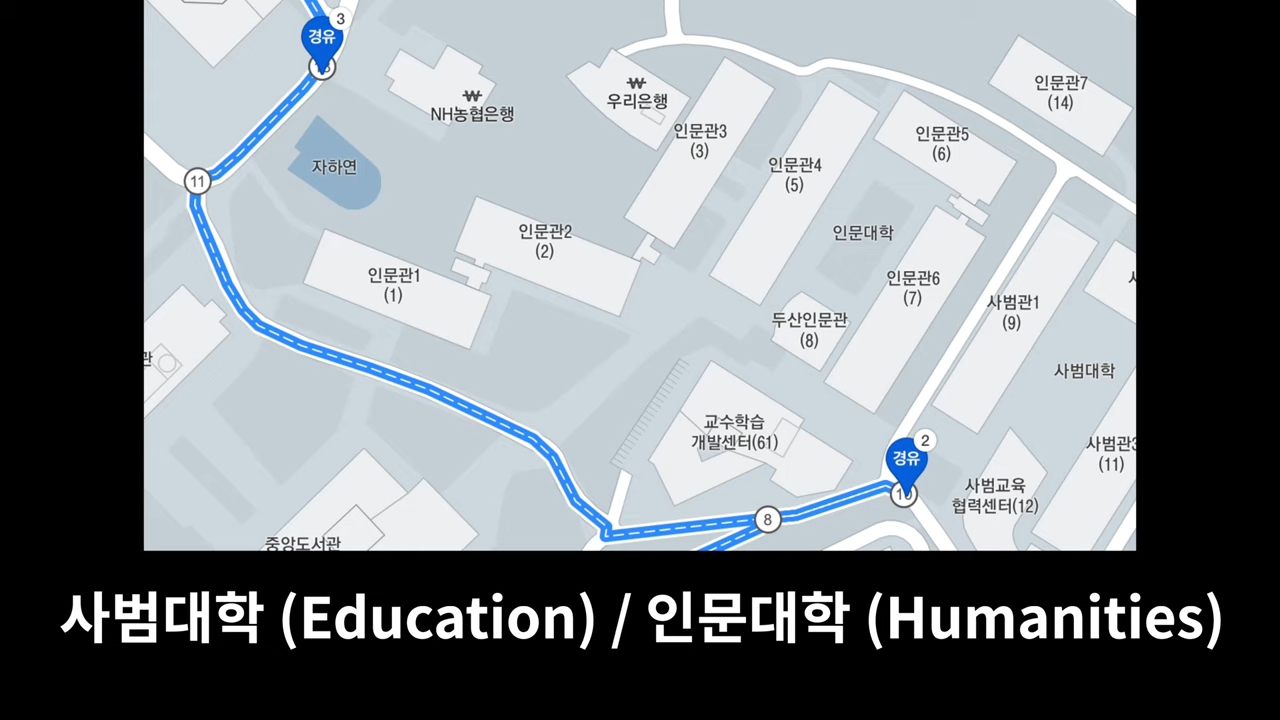 3
경유
인문관7
(14)
₩
NH농협은행
₩
우리은행
인문관3
(3)
인문관5
(6)
인문관4
(5)
자하연
11
인문관2
(2)
인문대학
인문관1
(1)
인문관6
(7)
사범관1
(9)
두산인문관
(8)
관
사범대학
교수학습
개발센터(61)
2
경유
사범관3
(11)
사범교육
협력센터(12)
8
중앙도서관
사범대학 (Education) / 인문대학 (Humanities)